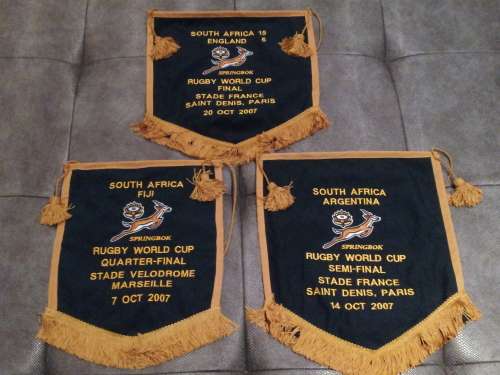 SOUTH AFRICA 15
ENGLAND 6
SPRINGBOK
RUGBY WORLD CUP
FINAL
STADE FRANCE
SAINT DENIS, PARIS
20 OCT 2007
SOUTH AFRICA
FIJI
SPRINGBOK
RUGBY WORLD CUP
QUARTER-FINAL
STADE VELODROME
MARSEILLE
7 OCT 2007
SOUTH AFRICA
ARGENTINA
SPRINGBOK
RUGBY WORLD CUP
SEMI-FINAL
STADE FRANCE
SAINT DENIS, PARIS
14 OCT 2007